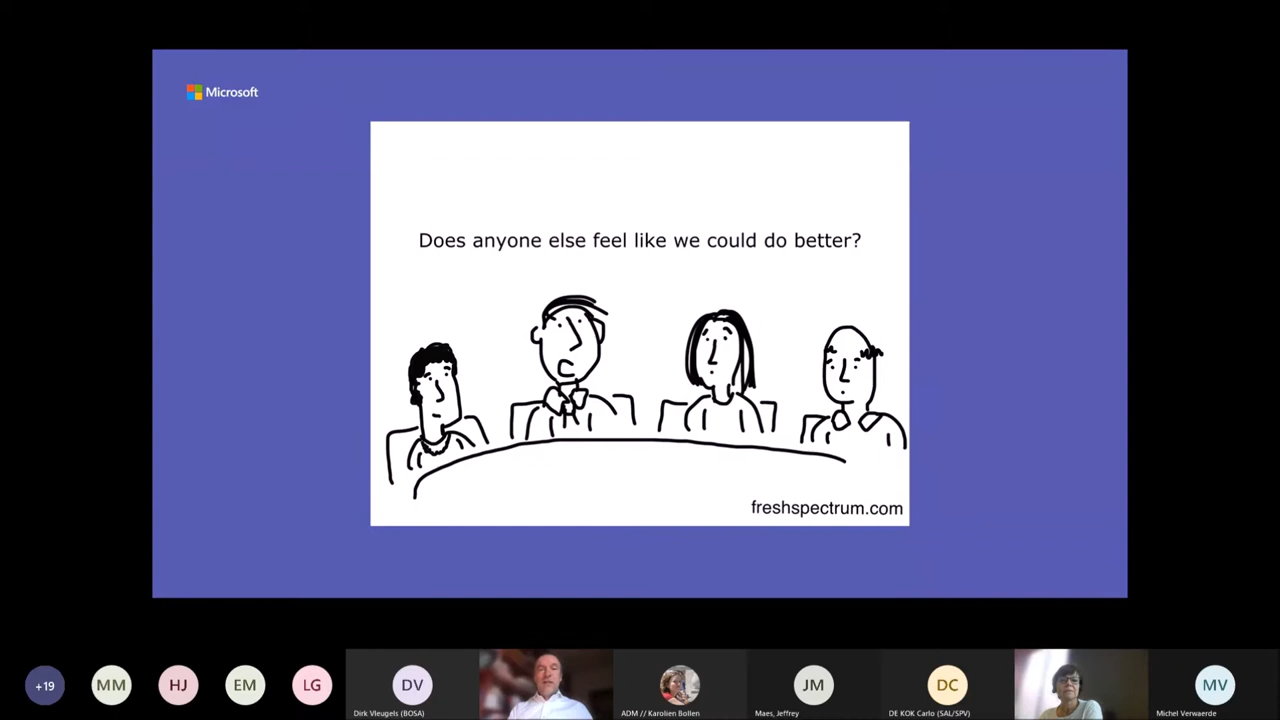 Microsoft
Does anyone else feel like we could do better?
freshspectrum.com
+19
MM
HJ
EM
LG
DV
JM
DC
MV
Dirk Vleugels (BOSA)
ADM // Karolien Bollen
Maes, Jeffrey
DE KOK Carlo (SAL/SPV)
Michel Verwaerde